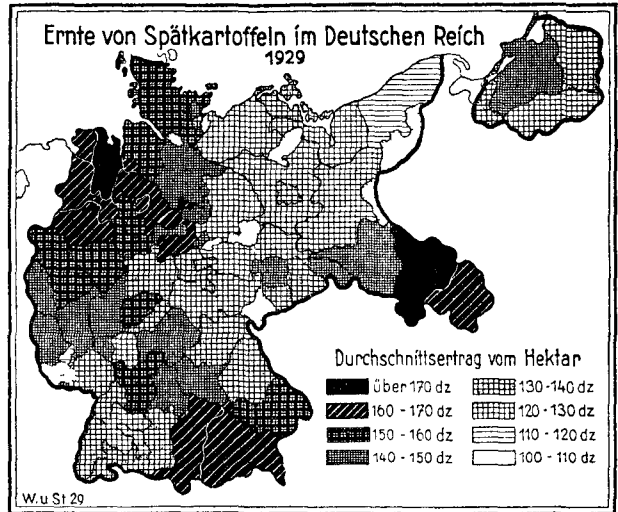 Ernte von Spätkartoffeln im Deutschen Reich
1929
Durchschnittsertrag vom Hektar
über 170 dz
160 - 170 dz
150 - 160 dz
140 - 150 dz
130 - 140 dz
120 - 130 dz
110 - 120 dz
100 - 110 dz
W.u St 29